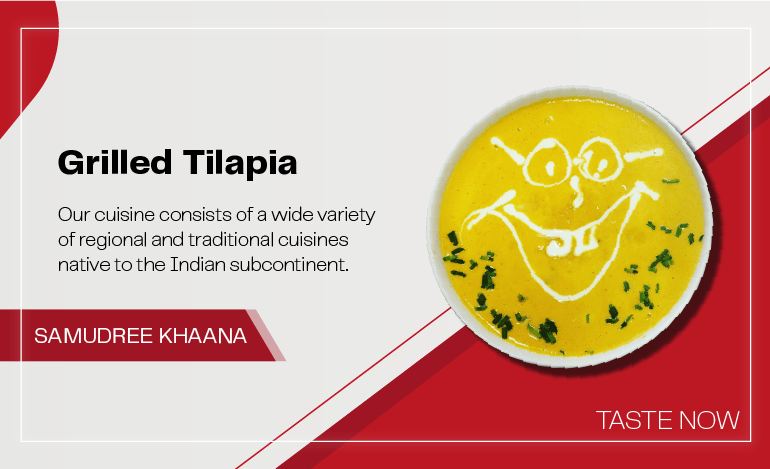 Grilled Tilapia
Our cuisine consists of a wide variety
of regional and traditional cuisines
native to the Indian subcontinent.
SAMUDREE KHAANA
TASTE NOW